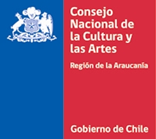 Consejo
Nacional de
la Cultura y
las Artes
Región de la Araucanía
Gobierno de Chile